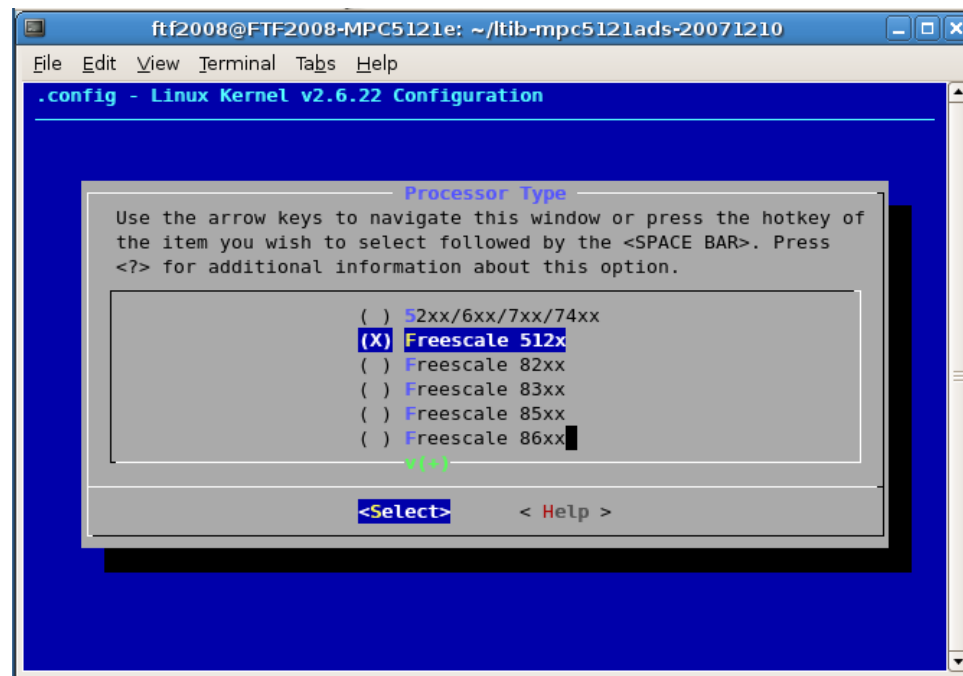 ftf2008@FTF2008-MPC5121e: ~/ltib-mpc5121ads-20071210
File Edit View Terminal Tabs Help
.config - Linux Kernel v2.6.22 Configuration
Processor Type
Use the arrow keys to navigate this window or press the hotkey of
the item you wish to select followed by the <SPACE BAR>. Press
<?> for additional information about this option.
( ) 52xx/6xx/7xx/74xx
(X) Freescale 512x
( ) Freescale 82xx
( ) Freescale 83xx
( ) Freescale 85xx
( ) Freescale 86xx
v(+)
<Select> < Help >